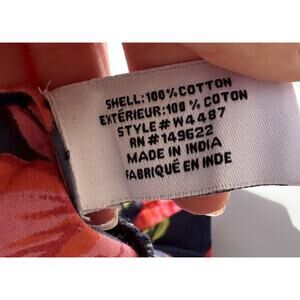 SHELL: 100% COTTON
EXTÉRIEUR: 100% COTON
STYLE# W4487
RN# 149622
MADE IN INDIA
FABRIQUÉ EN INDE